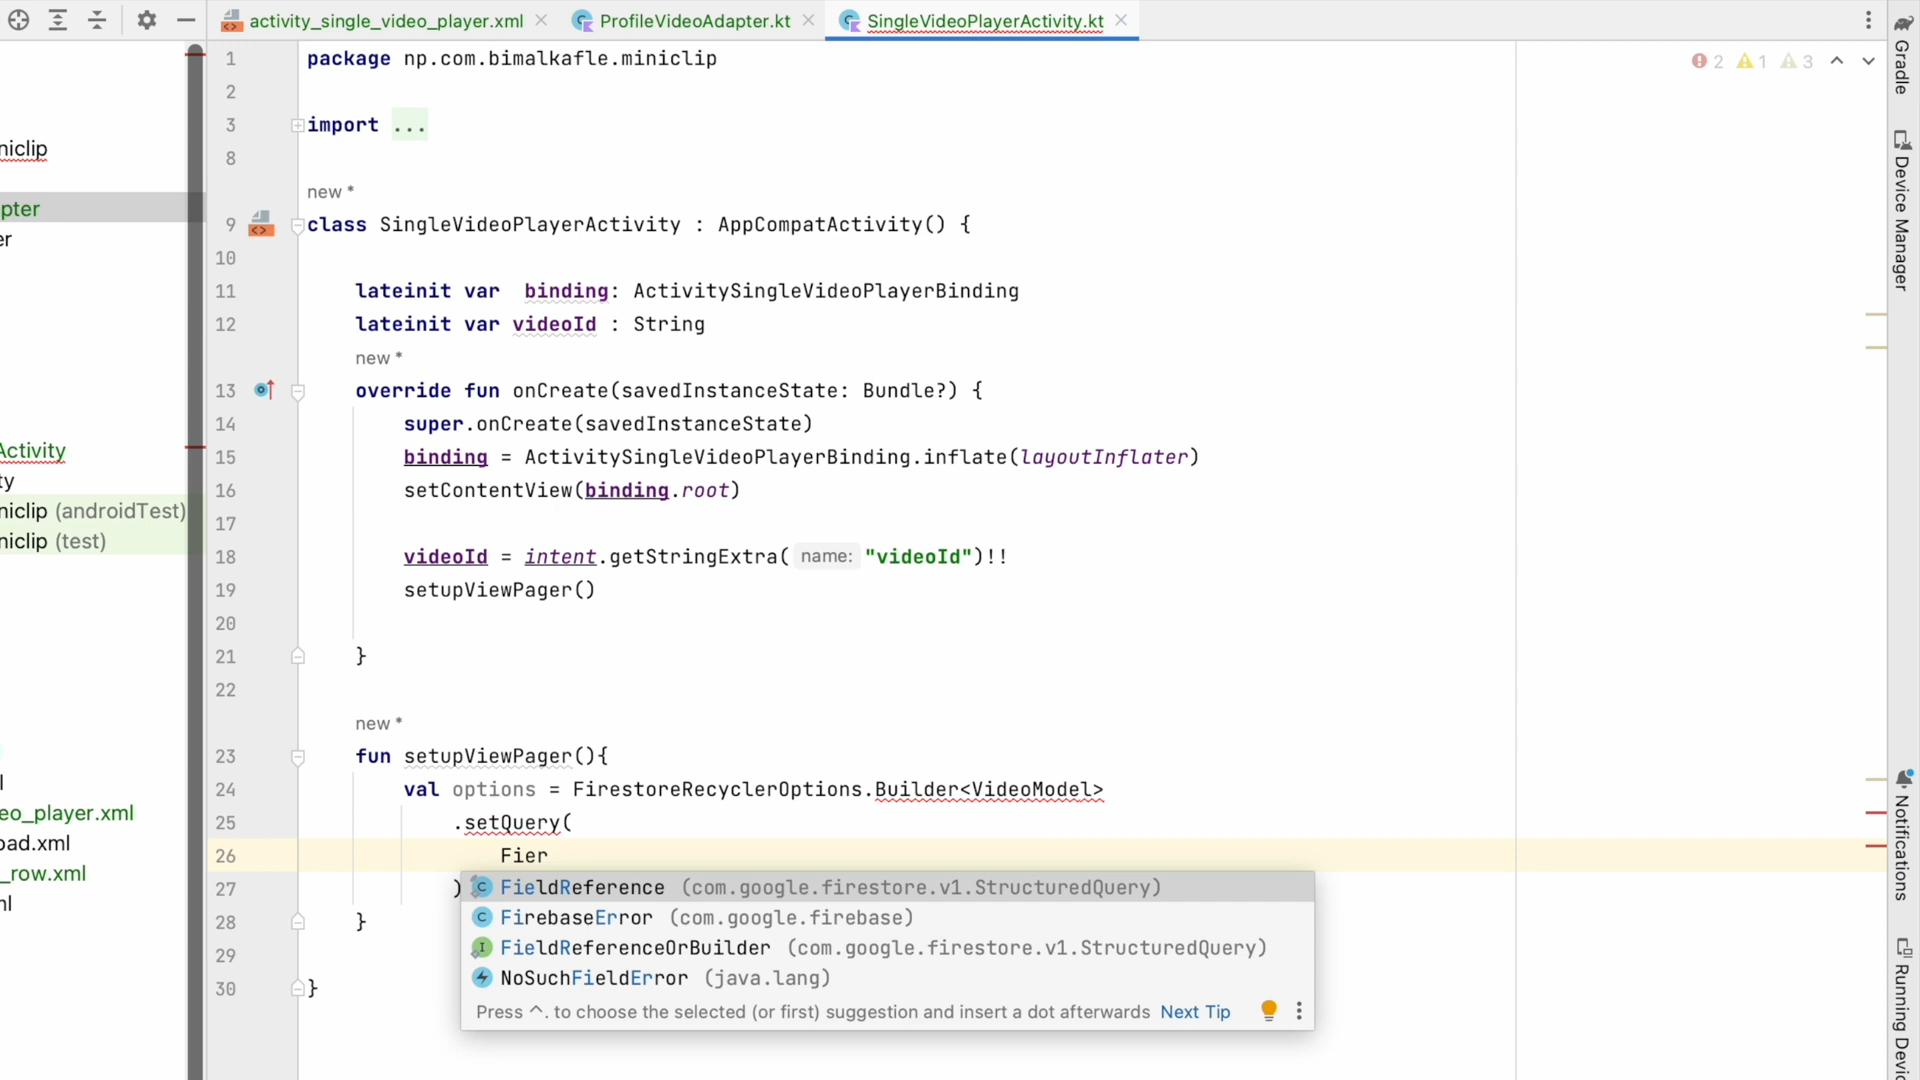 activity_single_video_player.xml
ProfileVideoAdapter.kt
SingleVideoPlayerActivity.kt
2 1 3
niclip
pter
er
Activity
ty
niclip (androidTest)
niclip (test)
l
eo_player.xml
oad.xml
_row.xml
nl
1 package np.com.bimalkafle.miniclip
2
3 import ...
8
new *
9 class SingleVideoPlayerActivity : AppCompatActivity() {
10
11 lateinit var  binding: ActivitySingleVideoPlayerBinding
12 lateinit var videoId : String
new *
13 override fun onCreate(savedInstanceState: Bundle?) {
14 super.onCreate(savedInstanceState)
15 binding = ActivitySingleVideoPlayerBinding.inflate(layoutInflater)
16 setContentView(binding.root)
17
18 videoId = intent.getStringExtra( name: "videoId")!!
19 setupViewPager()
20
21 }
22
new *
23 fun setupViewPager(){
24 val options = FirestoreRecyclerOptions.Builder<VideoModel>
25 .setQuery(
26 Fier
27 )
28 }
29
30 }
FieldReference (com.google.firestore.v1.StructuredQuery)
FirebaseError (com.google.firebase)
FieldReferenceOrBuilder (com.google.firestore.v1.StructuredQuery)
NoSuchFieldError (java.lang)
Press ^. to choose the selected (or first) suggestion and insert a dot afterwards Next Tip
Gradle
Device Manager
Notifications
Running Devic